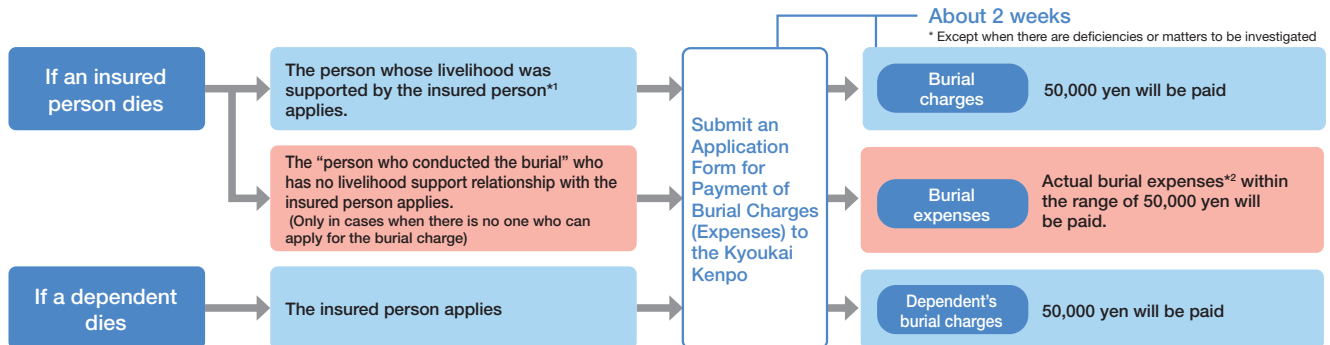 About 2 weeks
* Except when there are deficiencies or matters to be investigated
If an insured
person dies
The person whose livelihood was
supported by the insured person*1
applies.
The “person who conducted the burial” who
has no livelihood support relationship with the
insured person applies.
(Only in cases when there is no one who can
apply for the burial charge)
If a dependent
dies
The insured person applies
Submit an
Application
Form for
Payment of
Burial Charges
(Expenses) to
the Kyoukai
Kenpo
Burial
charges
50,000 yen will be paid
Burial
expenses
Actual burial expenses*2 within
the range of 50,000 yen will
be paid.
Dependent’s
burial charges
50,000 yen will be paid